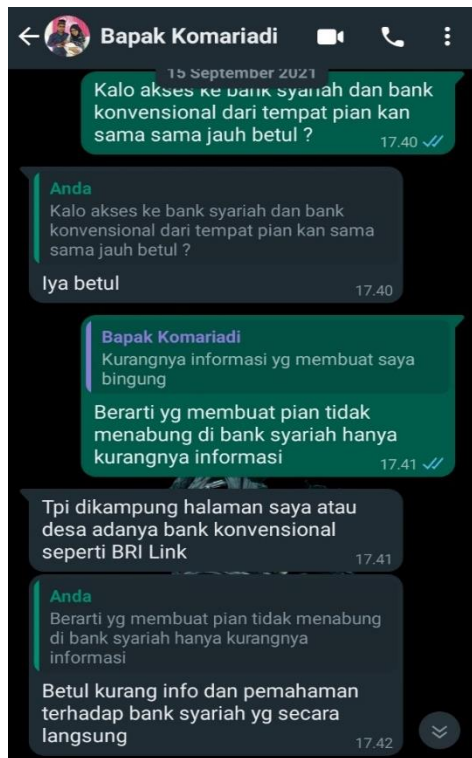 Bapak Komariadi
15 September 2021
Kalo akses ke bank syariah dan bank
konvensional dari tempat pian kan
sama sama jauh betul ?
17.40
Anda
Kalo akses ke bank syariah dan bank
konvensional dari tempat pian kan sama
sama jauh betul ?
Iya betul
17.40
Bapak Komariadi
Kurangnya informasi yg membuat saya
bingung
Berarti yg membuat pian tidak
menabung di bank syariah hanya
kurangnya informasi
17.41
Tpi dikampung halaman saya atau
desa adanya bank konvensional
seperti BRI Link
17.41
Anda
Berarti yg membuat pian tidak menabung
di bank syariah hanya kurangnya
informasi
Betul kurang info dan pemahaman
terhadap bank syariah yg secara
langsung
17.42